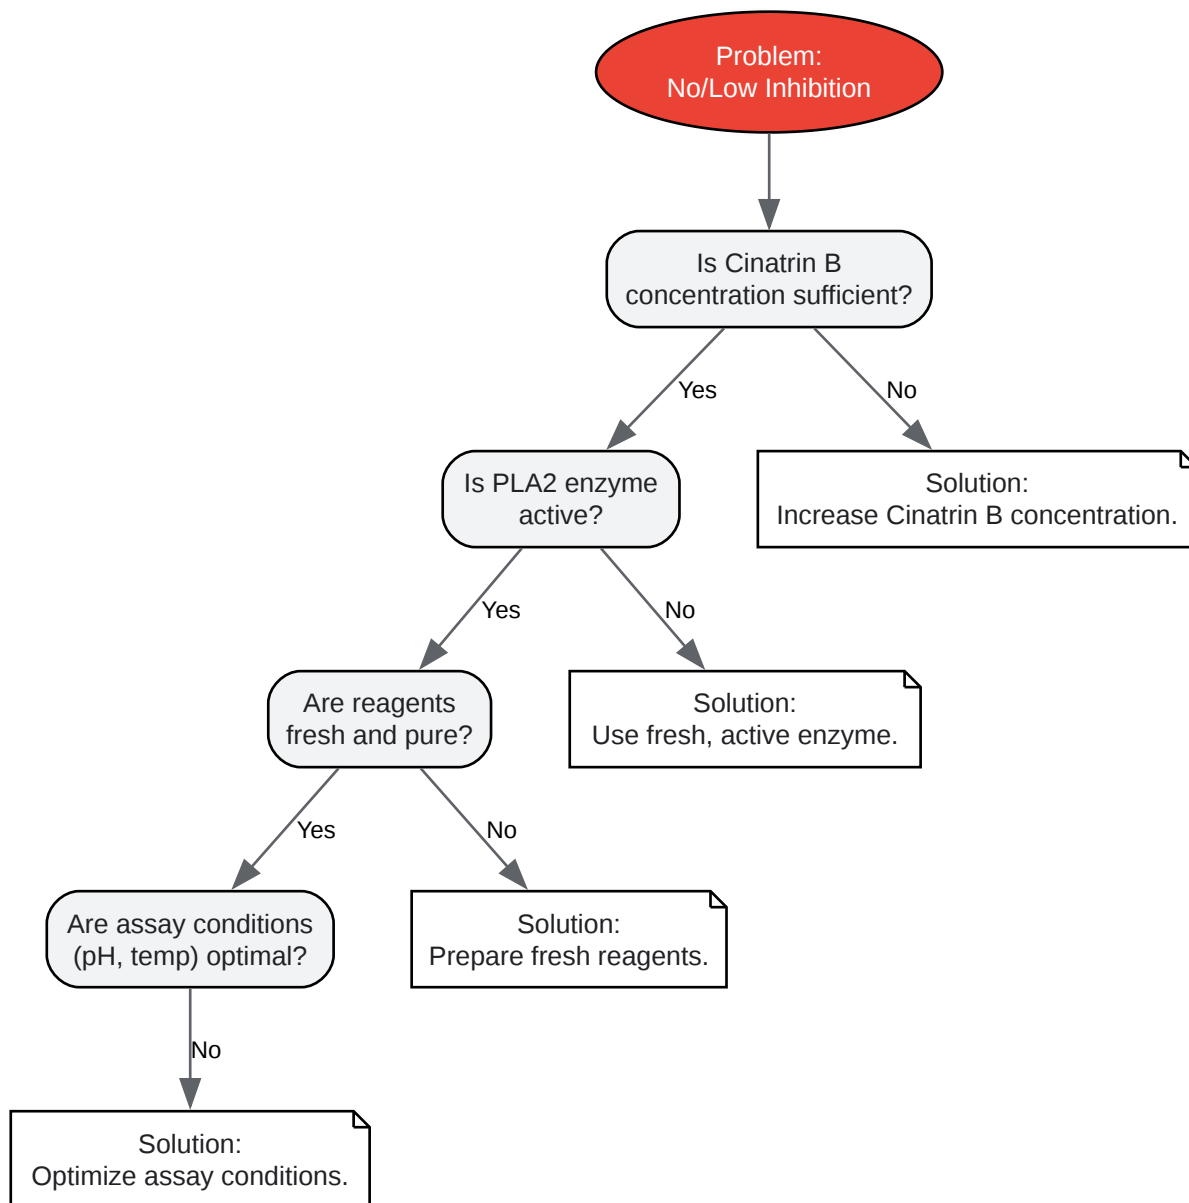 Problem:
No/Low Inhibition
Is Cinatrin B
concentration sufficient?
Yes
No
Is PLA2 enzyme
active?
Solution:
Increase Cinatrin B concentration.
Yes
No
Are reagents
fresh and pure?
Solution:
Use fresh, active enzyme.
Yes
No
Are assay conditions
(pH, temp) optimal?
Solution:
Prepare fresh reagents.
No
Solution:
Optimize assay conditions.